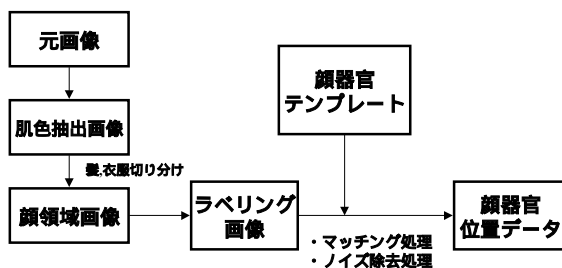 元画像
肌色抽出画像
髪,衣服切り分け
顔領域画像
ラベリング
画像
顔器官
テンプレート
・マッチング処理
・ノイズ除去処理
顔器官
位置データ